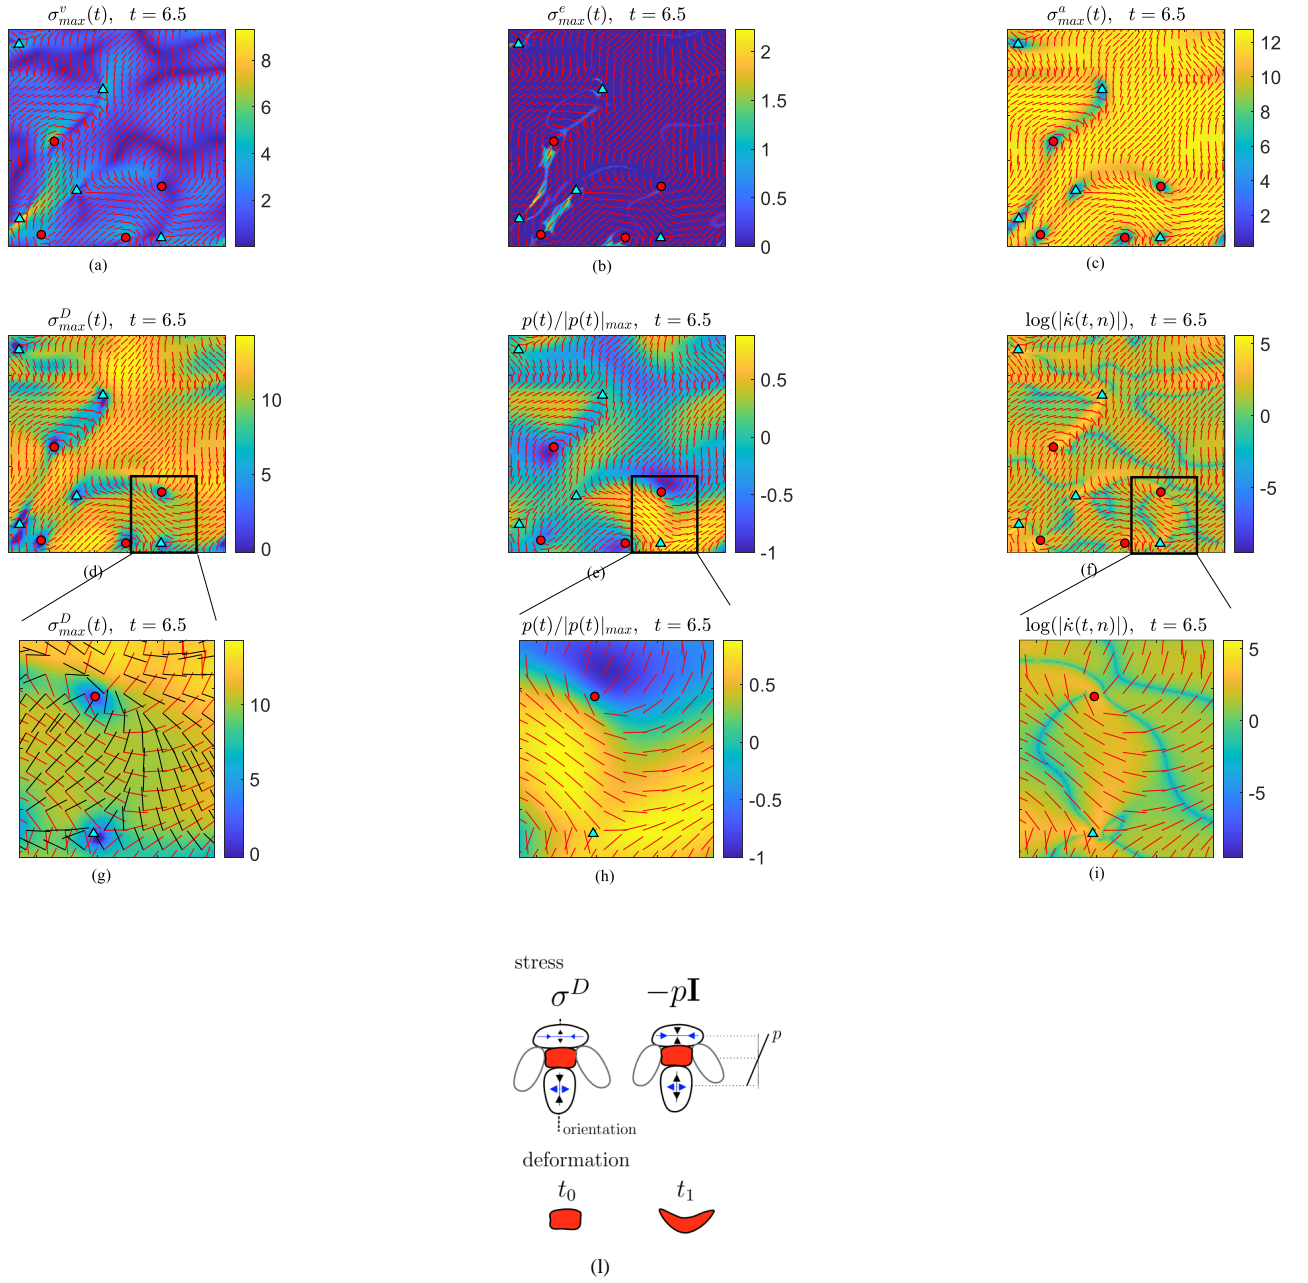 σ^v_max(t), t = 6.5
8
6
4
2
(a)
σ^e_max(t), t = 6.5
2
1.5
1
0.5
0
(b)
σ^a_max(t), t = 6.5
12
10
8
6
4
2
(c)
σ^D_max(t), t = 6.5
10
5
0
(d)
p(t)/|p(t)|_max, t = 6.5
0.5
0
-0.5
-1
(e)
log(|κ̇(t, n)|), t = 6.5
5
0
-5
(f)
σ^D_max(t), t = 6.5
10
5
0
(g)
p(t)/|p(t)|_max, t = 6.5
0.5
0
-0.5
-1
(h)
log(|κ̇(t, n)|), t = 6.5
5
0
-5
(i)
stress
σ^D −pI
p
orientation
deformation
t_0 t_1
(l)